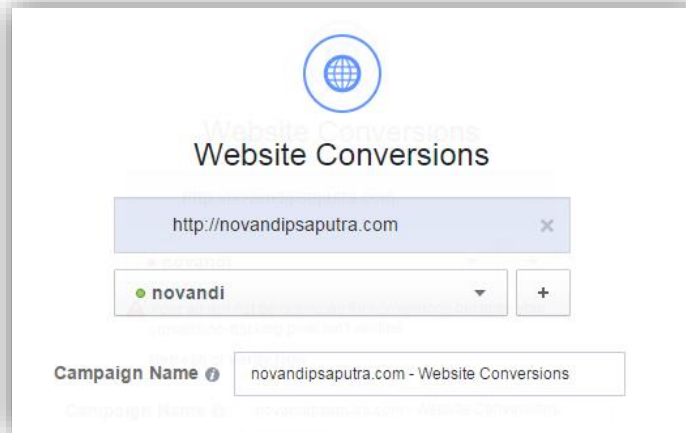 Website Conversions
http://novandipsaputra.com ×
novandi +
Campaign Name novandipsaputra.com - Website Conversions